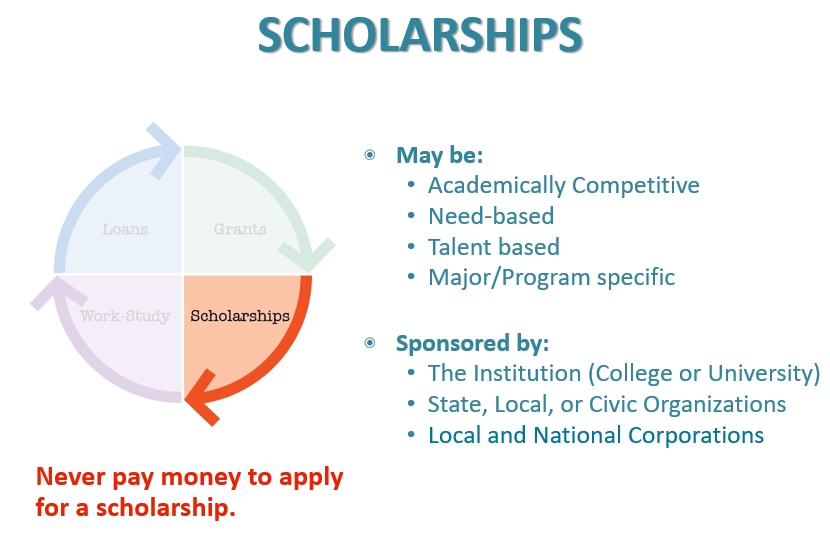 SCHOLARSHIPS
Loans
Grants
Work-Study
Scholarships
Never pay money to apply
for a scholarship.
May be:
Academically Competitive
Need-based
Talent based
Major/Program specific
Sponsored by:
The Institution (College or University)
State, Local, or Civic Organizations
Local and National Corporations